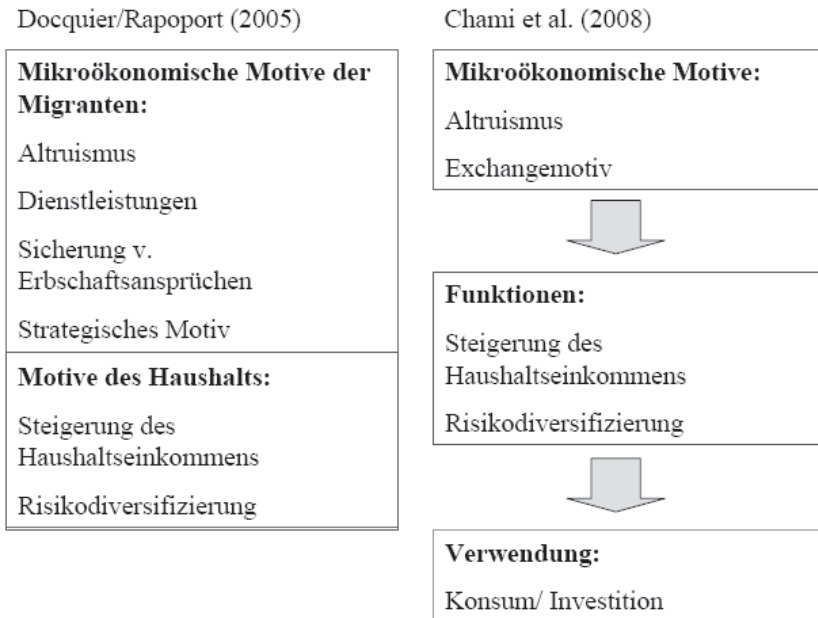 Docquier/Rapoport (2005)
Mikroökonomische Motive der
Migranten:
Altruismus
Dienstleistungen
Sicherung v.
Erbschaftsansprüchen
Strategisches Motiv
Motive des Haushalts:
Steigerung des
Haushaltseinkommens
Risikodiversifizierung
Chami et al. (2008)
Mikroökonomische Motive:
Altruismus
Exchangemotiv
Funktionen:
Steigerung des
Haushaltseinkommens
Risikodiversifizierung
Verwendung:
Konsum/ Investition